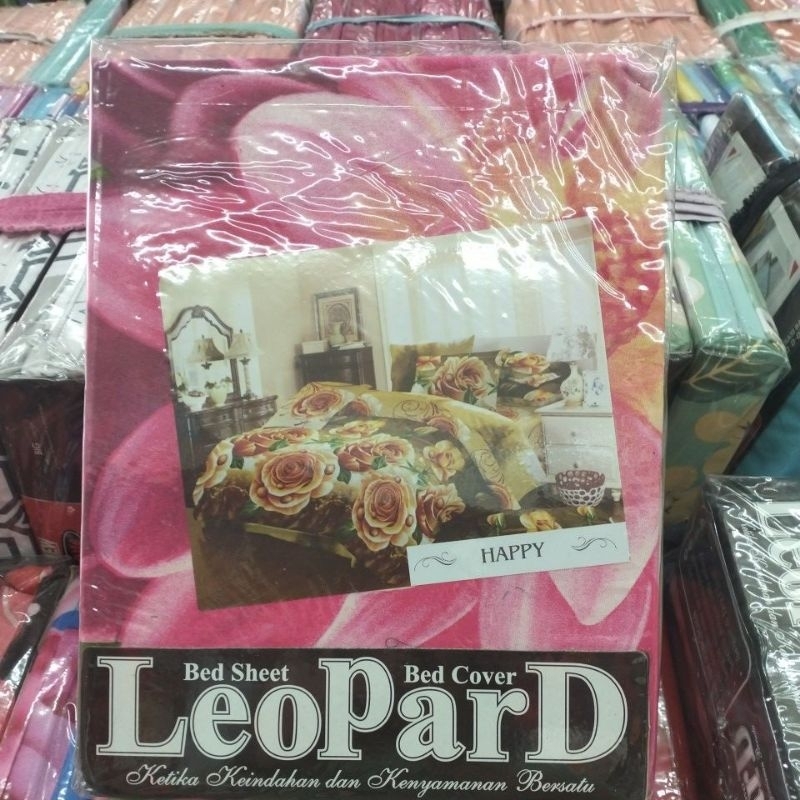 HAPPY
Bed Sheet Bed Cover
LeoparD
Ketika Keindahan dan Kenyamanan Bersatu